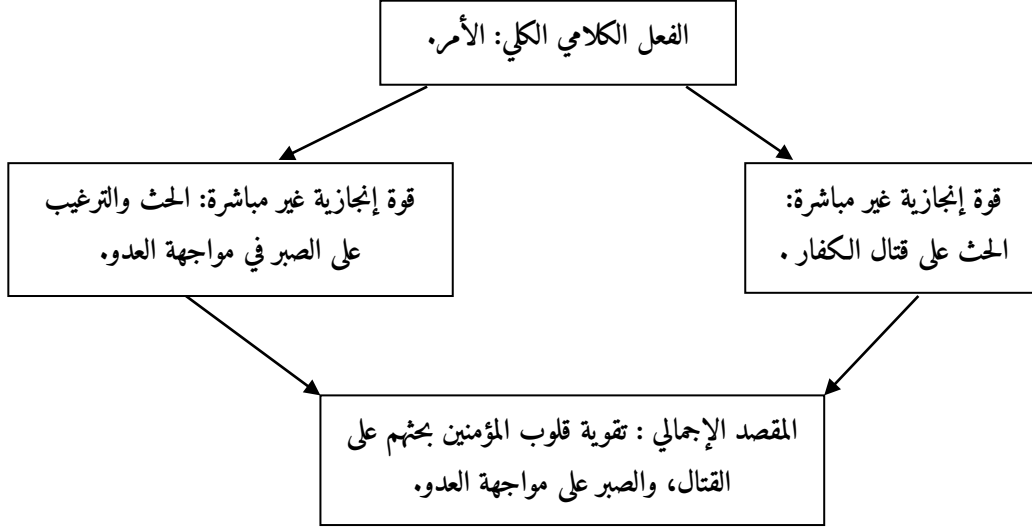 الفعل الكلامي الكلي: الأمر.
قوة إنجازية غير مباشرة:
الحث على قتال الكفار .
قوة إنجازية غير مباشرة: الحث والترغيب
على الصبر في مواجهة العدو.
المقصد الإجمالي : تقوية قلوب المؤمنين بحثهم على
القتال، والصبر على مواجهة العدو.